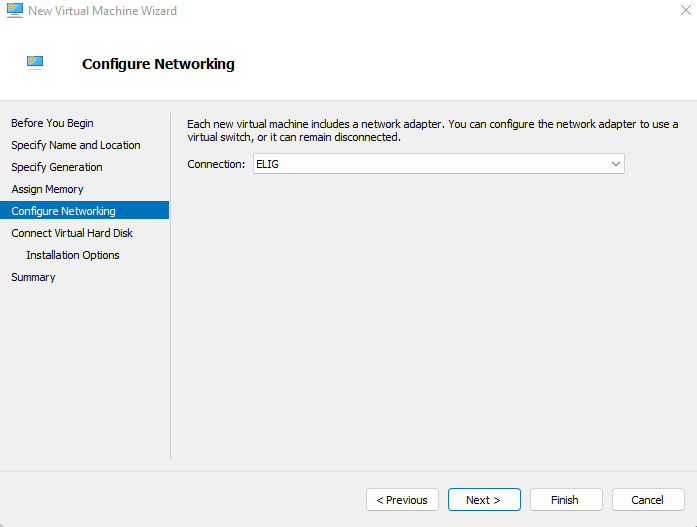 New Virtual Machine Wizard
Configure Networking
Before You Begin
Specify Name and Location
Specify Generation
Assign Memory
Configure Networking
Connect Virtual Hard Disk
Installation Options
Summary
Each new virtual machine includes a network adapter. You can configure the network adapter to use a
virtual switch, or it can remain disconnected.
Connection: ELIG
< Previous Next > Finish Cancel